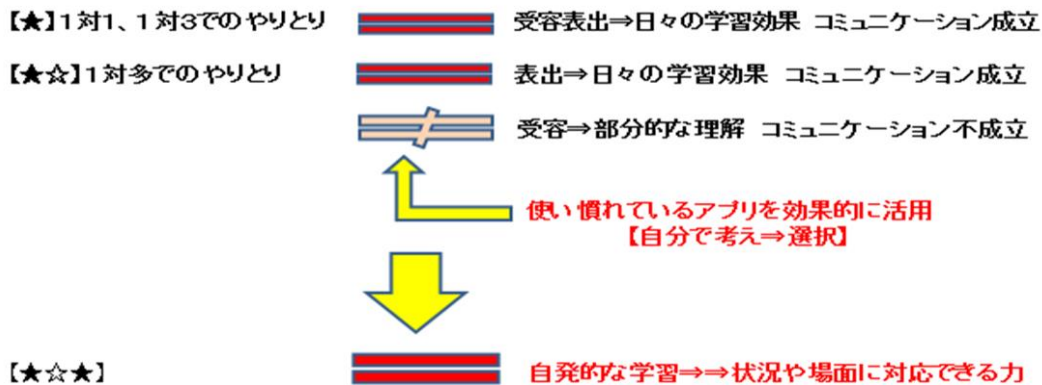 【★】1対1、1対3でのやりとり 受容表出⇒日々の学習効果 コミュニケーション成立
【★☆】1対多でのやりとり 表出⇒日々の学習効果 コミュニケーション成立
受容⇒部分的な理解 コミュニケーション不成立
使い慣れているアプリを効果的に活用
【自分で考え⇒選択】
【★☆★】 自発的な学習⇒⇒状況や場面に対応できる力